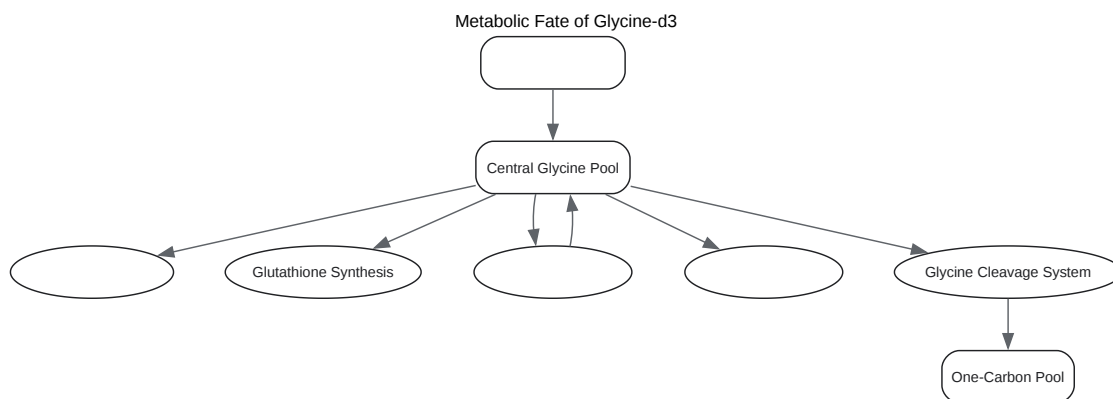 Metabolic Fate of Glycine-d3
Central Glycine Pool
Glutathione Synthesis
Glycine Cleavage System
One-Carbon Pool